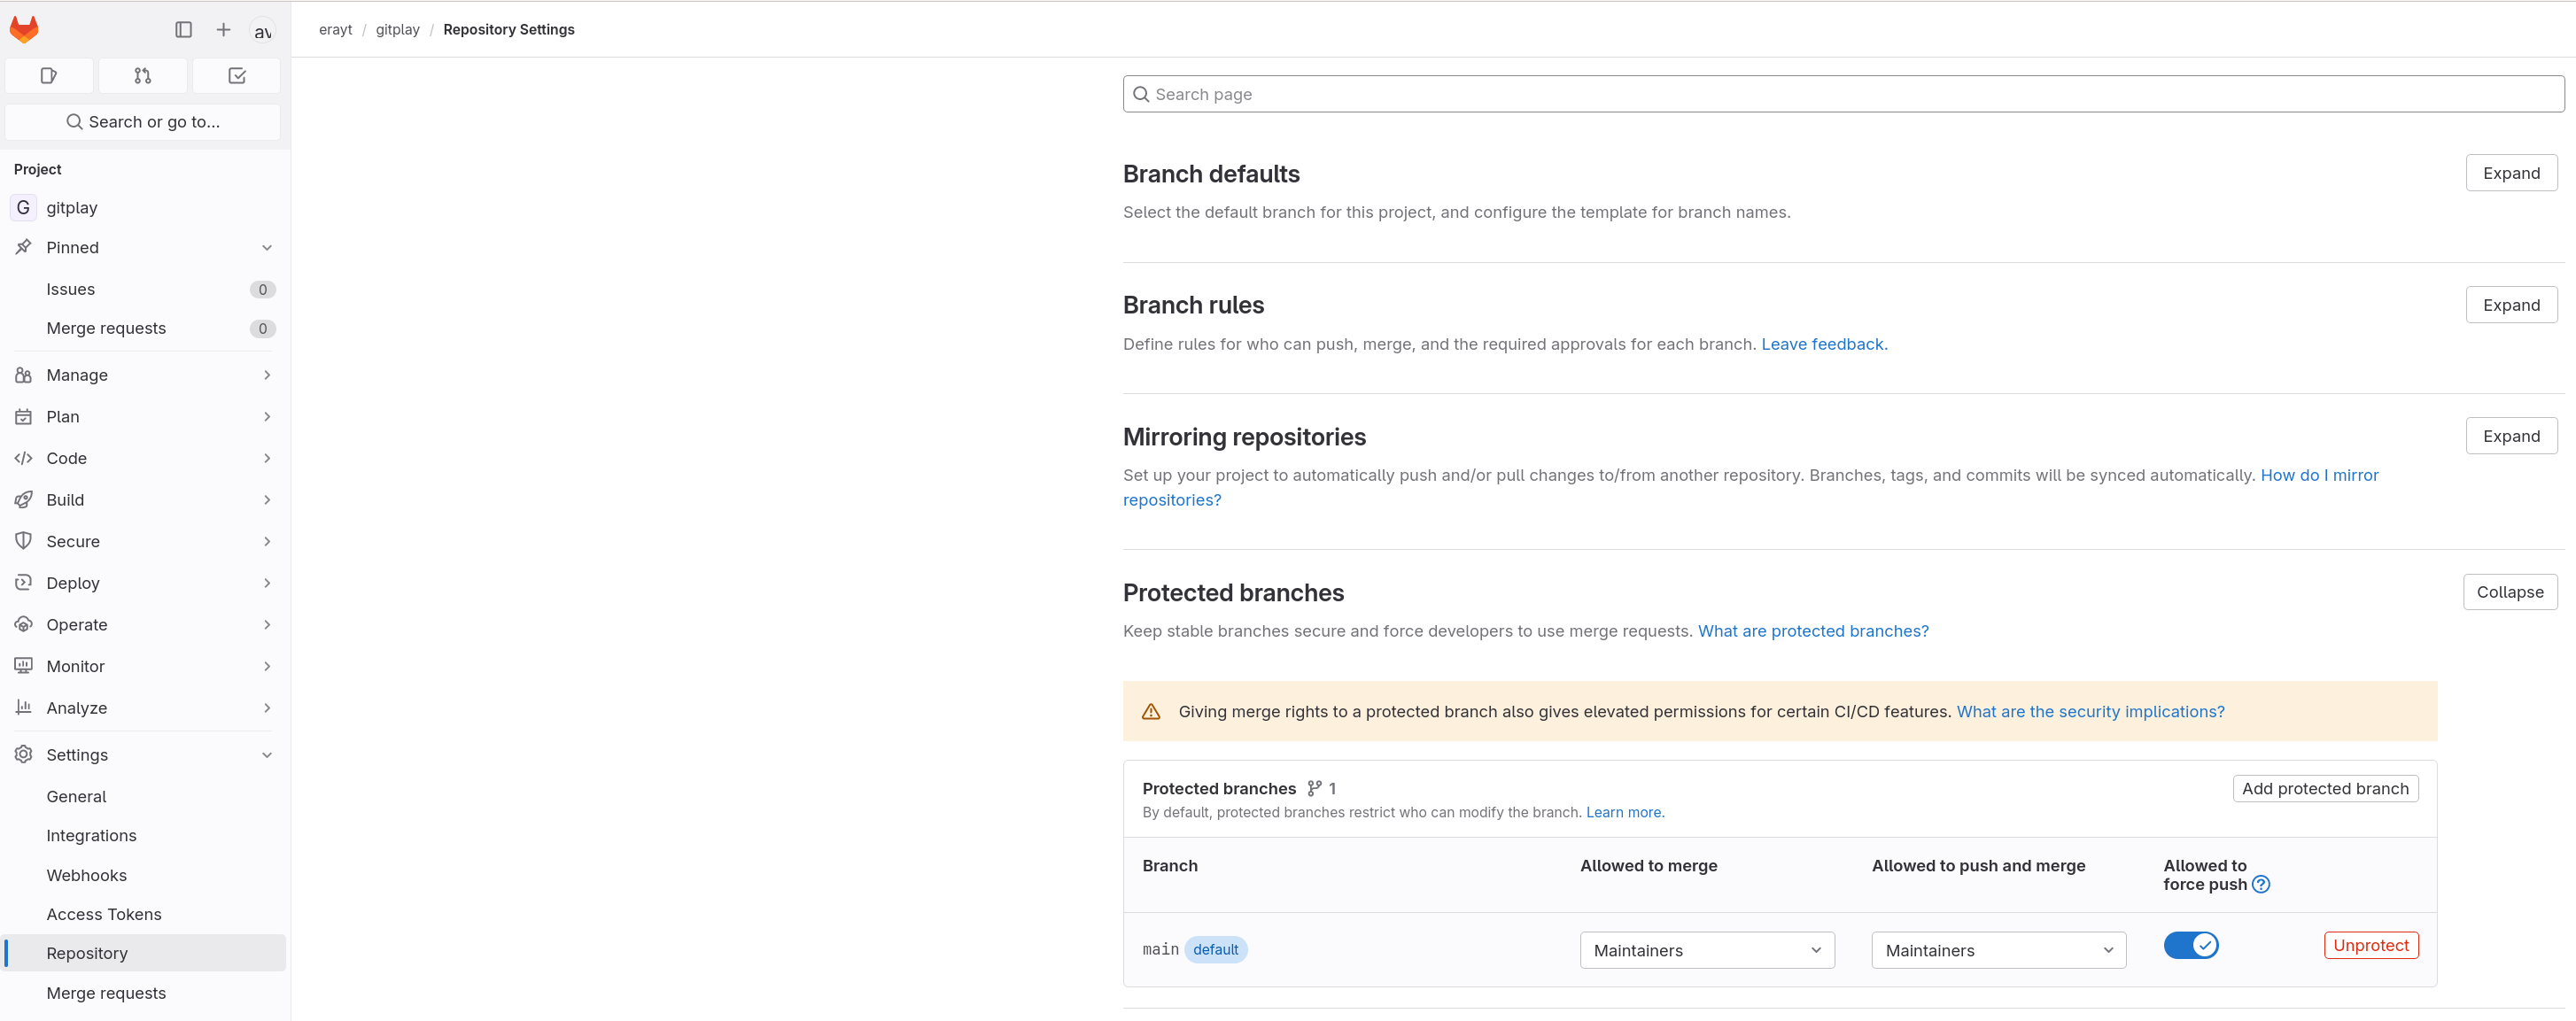 av
erayt / gitplay / Repository Settings
Search or go to...
Project
G gitplay
Pinned
Issues 0
Merge requests 0
Manage
Plan
Code
Build
Secure
Deploy
Operate
Monitor
Analyze
Settings
General
Integrations
Webhooks
Access Tokens
Repository
Merge requests
Search page
Branch defaults
Expand
Select the default branch for this project, and configure the template for branch names.
Branch rules
Expand
Define rules for who can push, merge, and the required approvals for each branch. Leave feedback.
Mirroring repositories
Expand
Set up your project to automatically push and/or pull changes to/from another repository. Branches, tags, and commits will be synced automatically. How do I mirror
repositories?
Protected branches
Collapse
Keep stable branches secure and force developers to use merge requests. What are protected branches?
Giving merge rights to a protected branch also gives elevated permissions for certain CI/CD features. What are the security implications?
Protected branches 1
Add protected branch
By default, protected branches restrict who can modify the branch. Learn more.
Branch
Allowed to merge
Allowed to push and merge
Allowed to
force push ?
main default
Maintainers
Maintainers
Unprotect